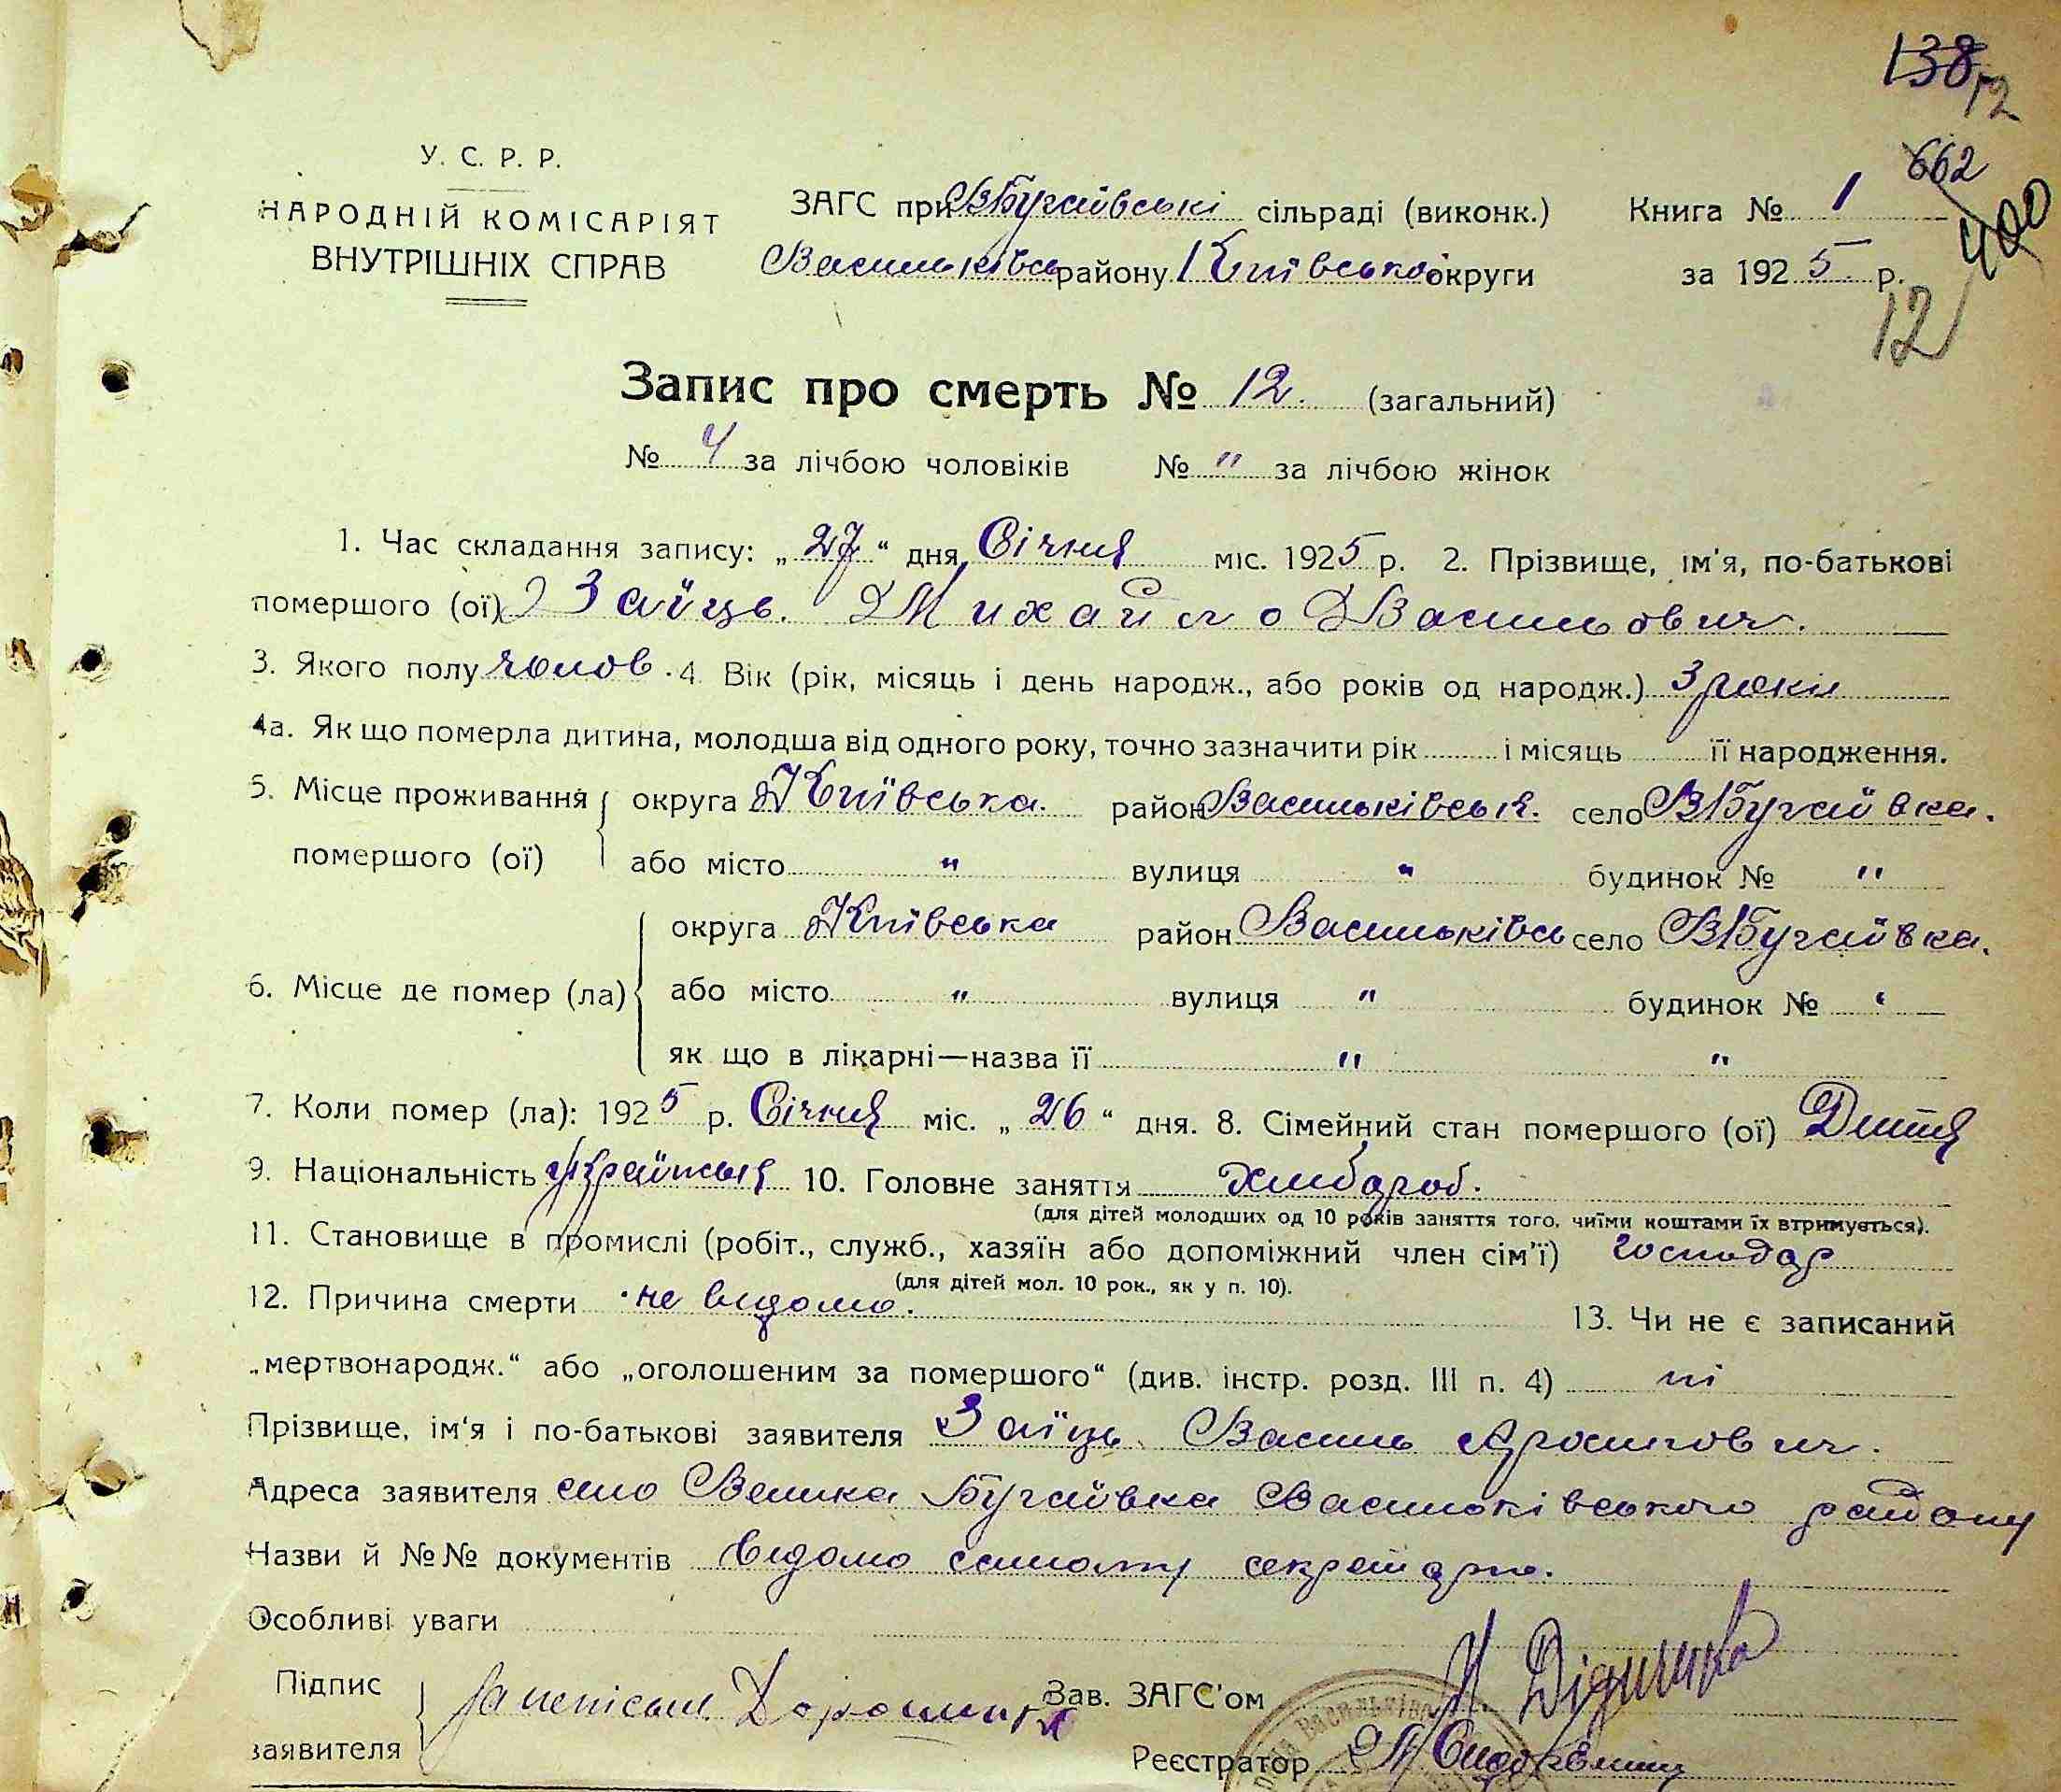 138
12
662
400
У. С. Р. Р.
НАРОДНІЙ КОМІСАРІЯТ
ВНУТРІШНІХ СПРАВ
ЗАГС при ВБугаївські сільраді (виконк.) Книга № 1
Васильківсь району Київської округи за 1925 р.
12
Запис про смерть № 12. (загальний)
№ 4 за лічбою чоловіків № " за лічбою жінок
1. Час складання запису: „27“ дня Січня міс. 1925 р. 2. Прізвище, ім'я, по-батькові
помершого (ої) Заїць. Михайло Васильович.
3. Якого полу чолов. 4. Вік (рік, місяць і день народж., або років од народж.) 3 роки
4а. Як що померла дитина, молодша від одного року, точно зазначити рік і місяць її народження.
5. Місце проживання округа Київська. район Васильківськ. село ВБугаївка.
помершого (ої) або місто " вулиця " будинок № "
округа Київська район Васильківсь село ВБугаївка.
6. Місце де помер (ла) або місто " вулиця " будинок № "
як що в лікарні—назва її " "
7. Коли помер (ла): 1925 р. Січня міс. „26“ дня. 8. Сімейний стан помершого (ої) Дитя
9. Національність 10. Головне заняття хлибороб.
(для дітей молодших од 10 років заняття того, чиїми коштами їх втримується).
11. Становище в промислі (робіт., служб., хазяїн або допоміжний член сім'ї) господар
(для дітей мол. 10 рок., як у п. 10).
12. Причина смерти не видомо. 13. Чи не є записаний
„мертвонародж.“ або „оголошеним за помершого“ (див. інстр. розд. III п. 4) ні
Прізвище, ім'я і по-батькові заявителя Заїць Василь
Адреса заявителя село Велика Бугаївка Васильківського району
Назви й №№ документів видомо самому секретарю.
Особливі уваги
Підпис
заявителя
Зав. ЗАГС'ом
Реєстратор